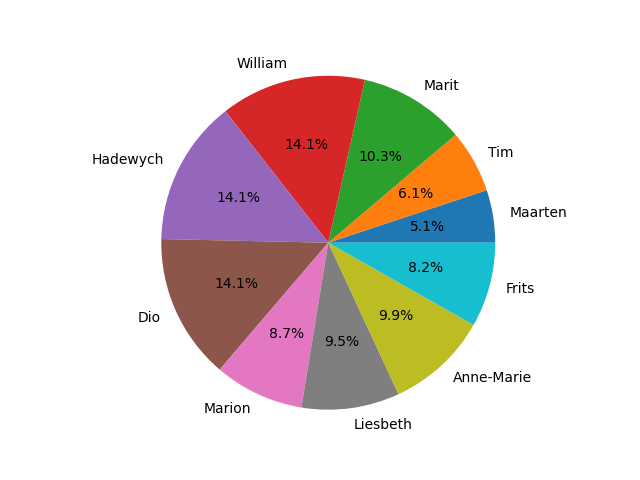 William
Marit
Hadewych
14.1%
10.3%
Tim
6.1%
14.1%
Maarten
5.1%
8.2%
14.1%
Frits
Dio
9.9%
8.7%
9.5%
Anne-Marie
Marion
Liesbeth